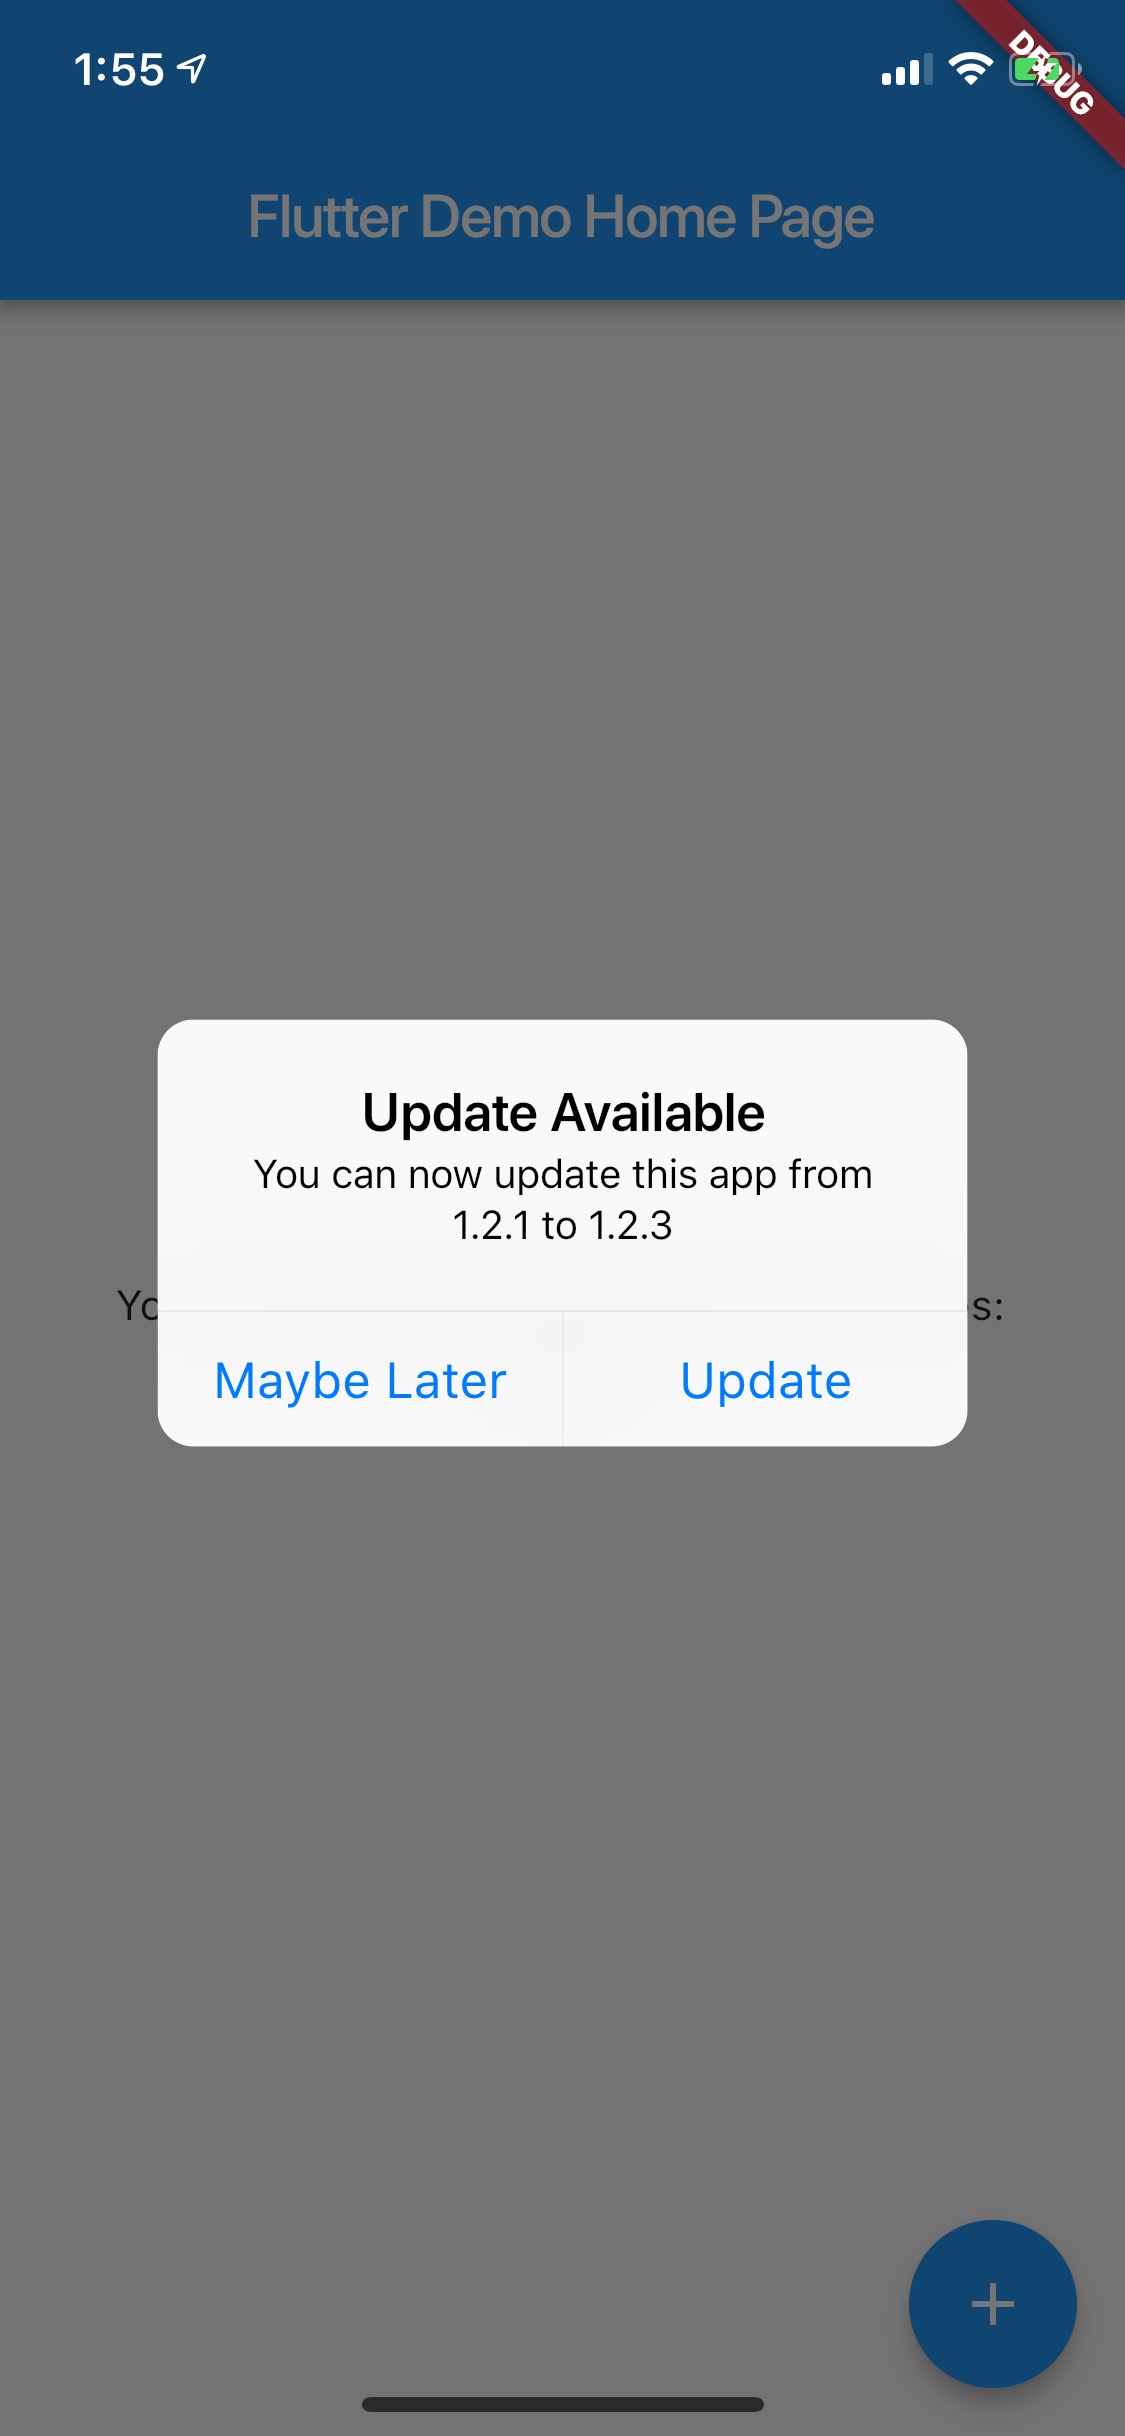 1:55
DEBUG
Flutter Demo Home Page
Update Available
You can now update this app from
1.2.1 to 1.2.3
Yo
s:
Maybe Later
Update